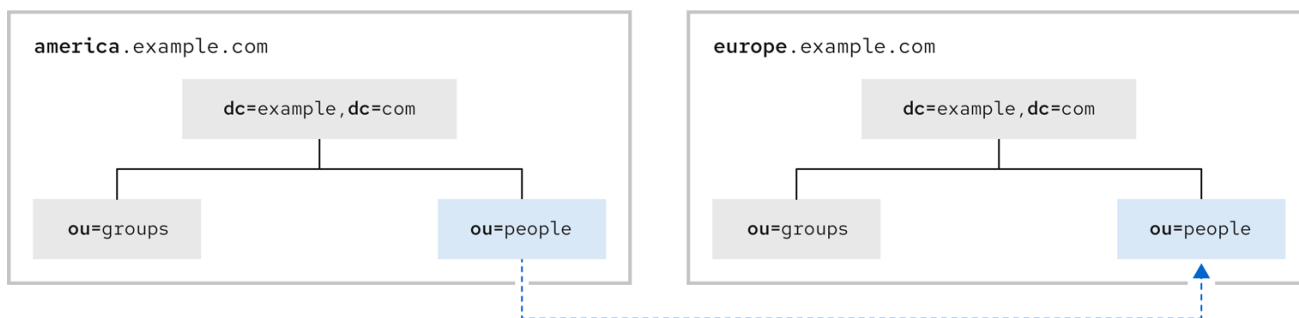 america.example.com
dc=example,dc=com
ou=groups
ou=people
europe.example.com
dc=example,dc=com
ou=groups
ou=people